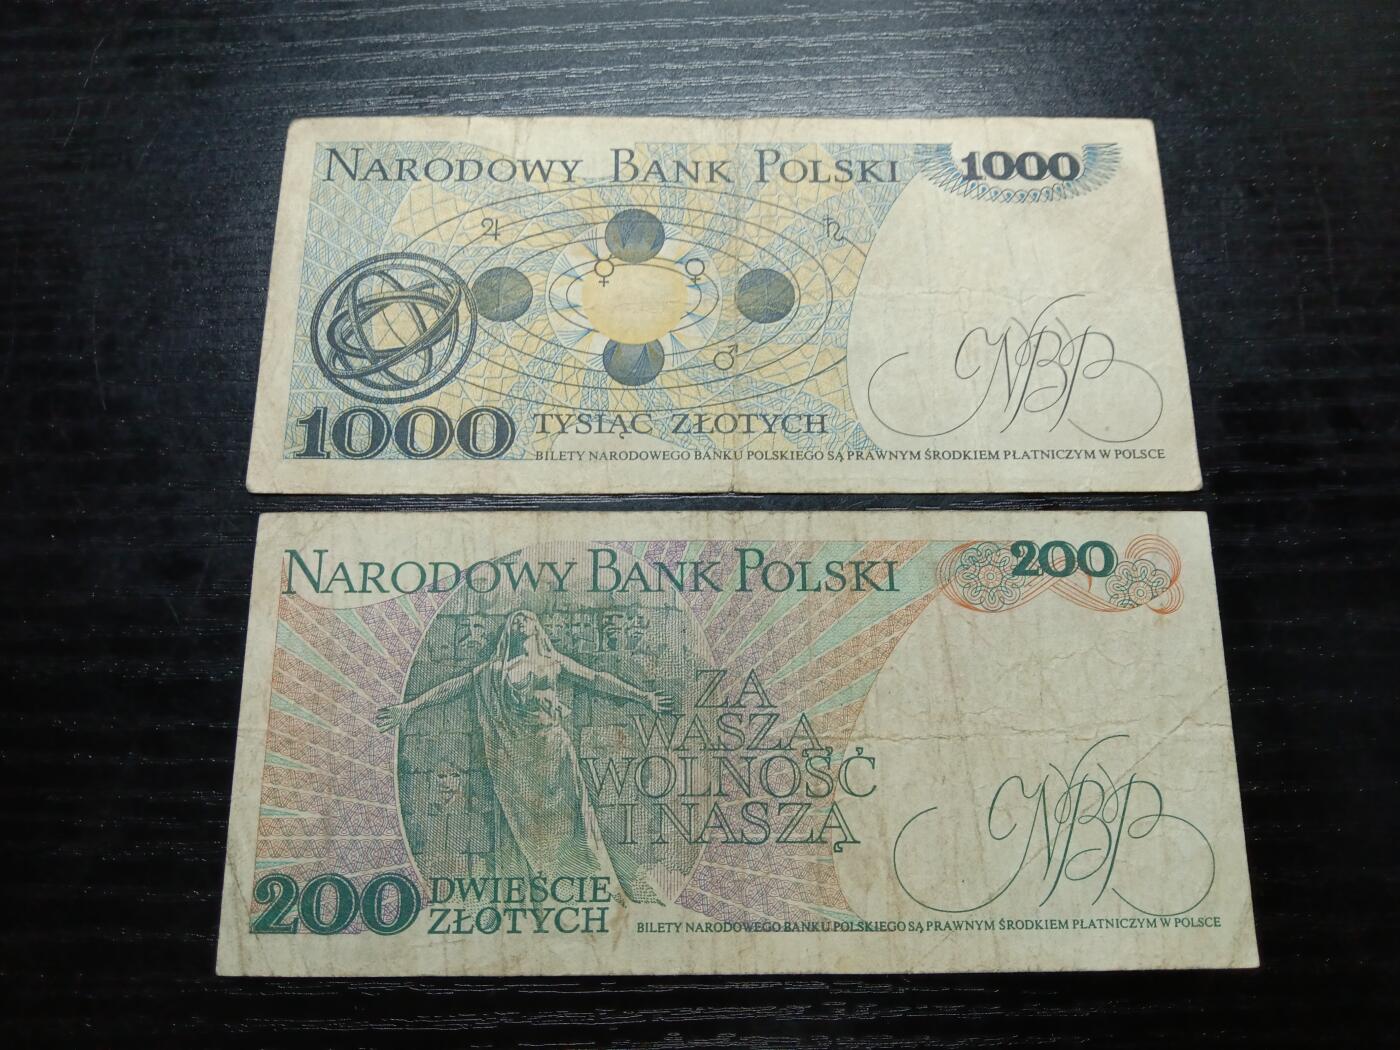 NARODOWY BANK POLSKI
1000
♃
♄
♀
♀
♂
NBP
1000
TYSIĄC ZŁOTYCH
BILETY NARODOWEGO BANKU POLSKIEGO SĄ PRAWNYM ŚRODKIEM PŁATNICZYM W POLSCE
NARODOWY BANK POLSKI
200
ZA
WASZĄ
WOLNOŚĆ
I NASZĄ
NBP
200
DWIEŚCIE
ZŁOTYCH
BILETY NARODOWEGO BANKU POLSKIEGO SĄ PRAWNYM ŚRODKIEM PŁATNICZYM W POLSCE